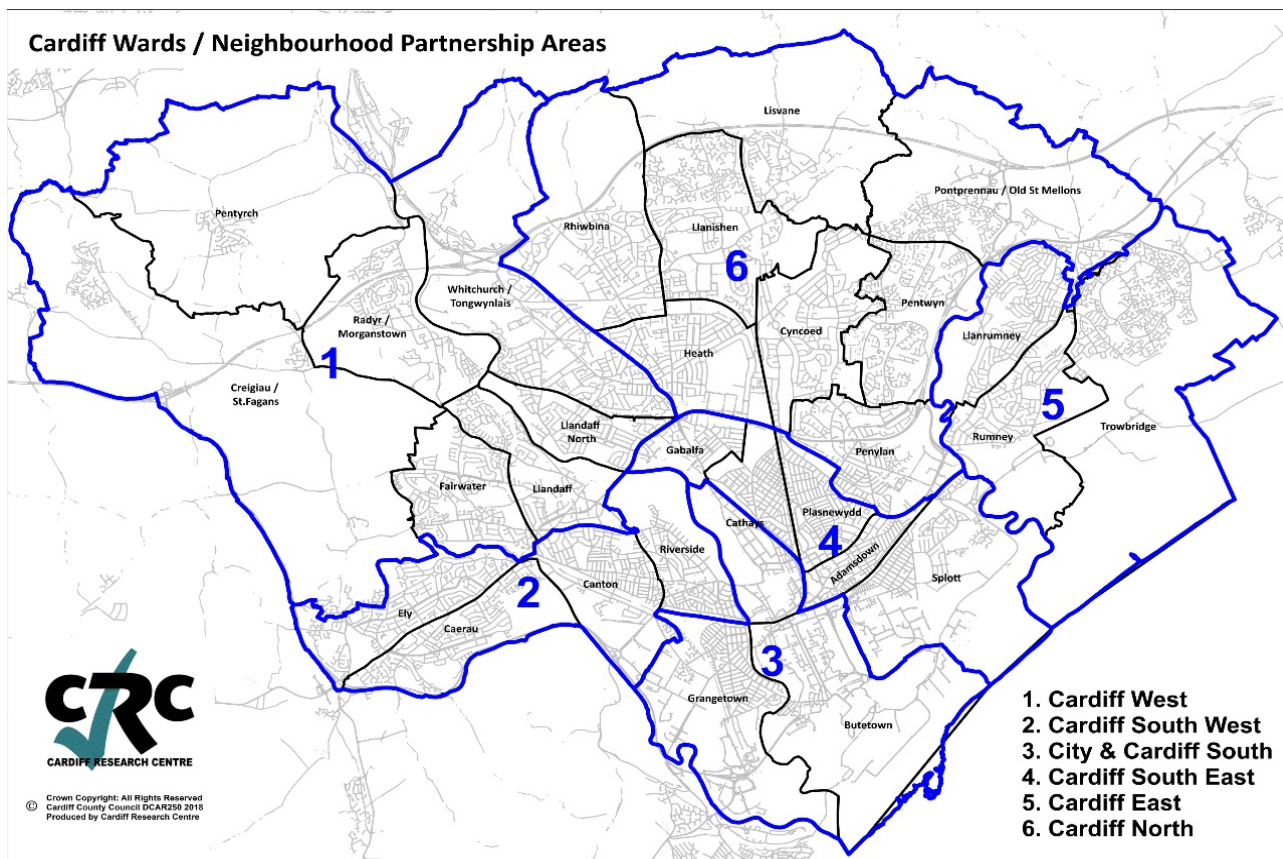 Cardiff Wards / Neighbourhood Partnership Areas
Lisvane
Pontprennau / Old St Mellons
Pentyrch
Rhiwbina
Llanishen
6
Whitchurch /
Tongwynlais
Pentwyn
Radyr /
Morganstown
Llanrumney
Cyncoed
Heath
1
Creigiau /
St.Fagans
5
Trowbridge
Llandaff
North
Rumney
Gabalfa
Penylan
Fairwater
Llandaff
Plasnewydd
Cathays
4
Riverside
Adamsdown
Splott
Canton
2
Ely
Caerau
3
Grangetown
Butetown
CRC
CARDIFF RESEARCH CENTRE
© Crown Copyright: All Rights Reserved
Cardiff County Council DCAR250 2018
Produced by Cardiff Research Centre
1. Cardiff West
2. Cardiff South West
3. City & Cardiff South
4. Cardiff South East
5. Cardiff East
6. Cardiff North